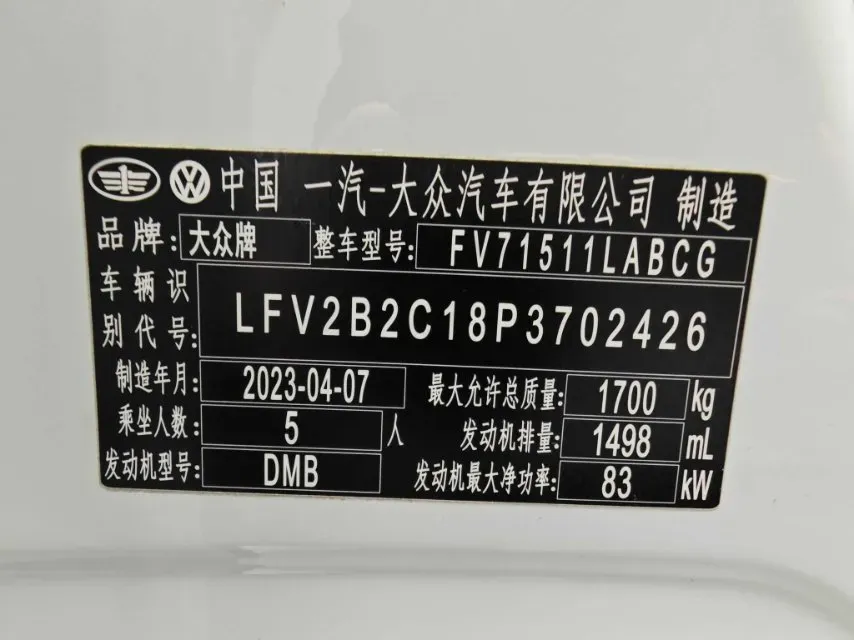 中国 一汽-大众汽车有限公司 制造
品牌: 大众牌 整车型号: FV71511LABCG
车辆识别代号: LFV2B2C18P3702426
制造年月: 2023-04-07 最大允许总质量: 1700 kg
乘坐人数: 5 人 发动机排量: 1498 mL
发动机型号: DMB 发动机最大净功率: 83 kW